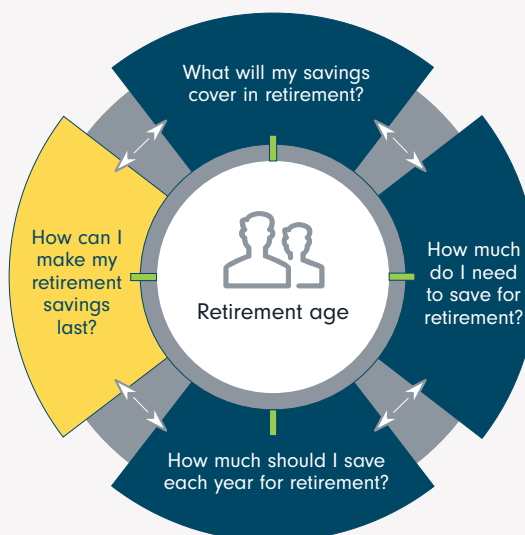 What will my savings
cover in retirement?
How can I
make my
retirement
savings
last?
Retirement age
How much
do I need
to save for
retirement?
How much should I save
each year for retirement?